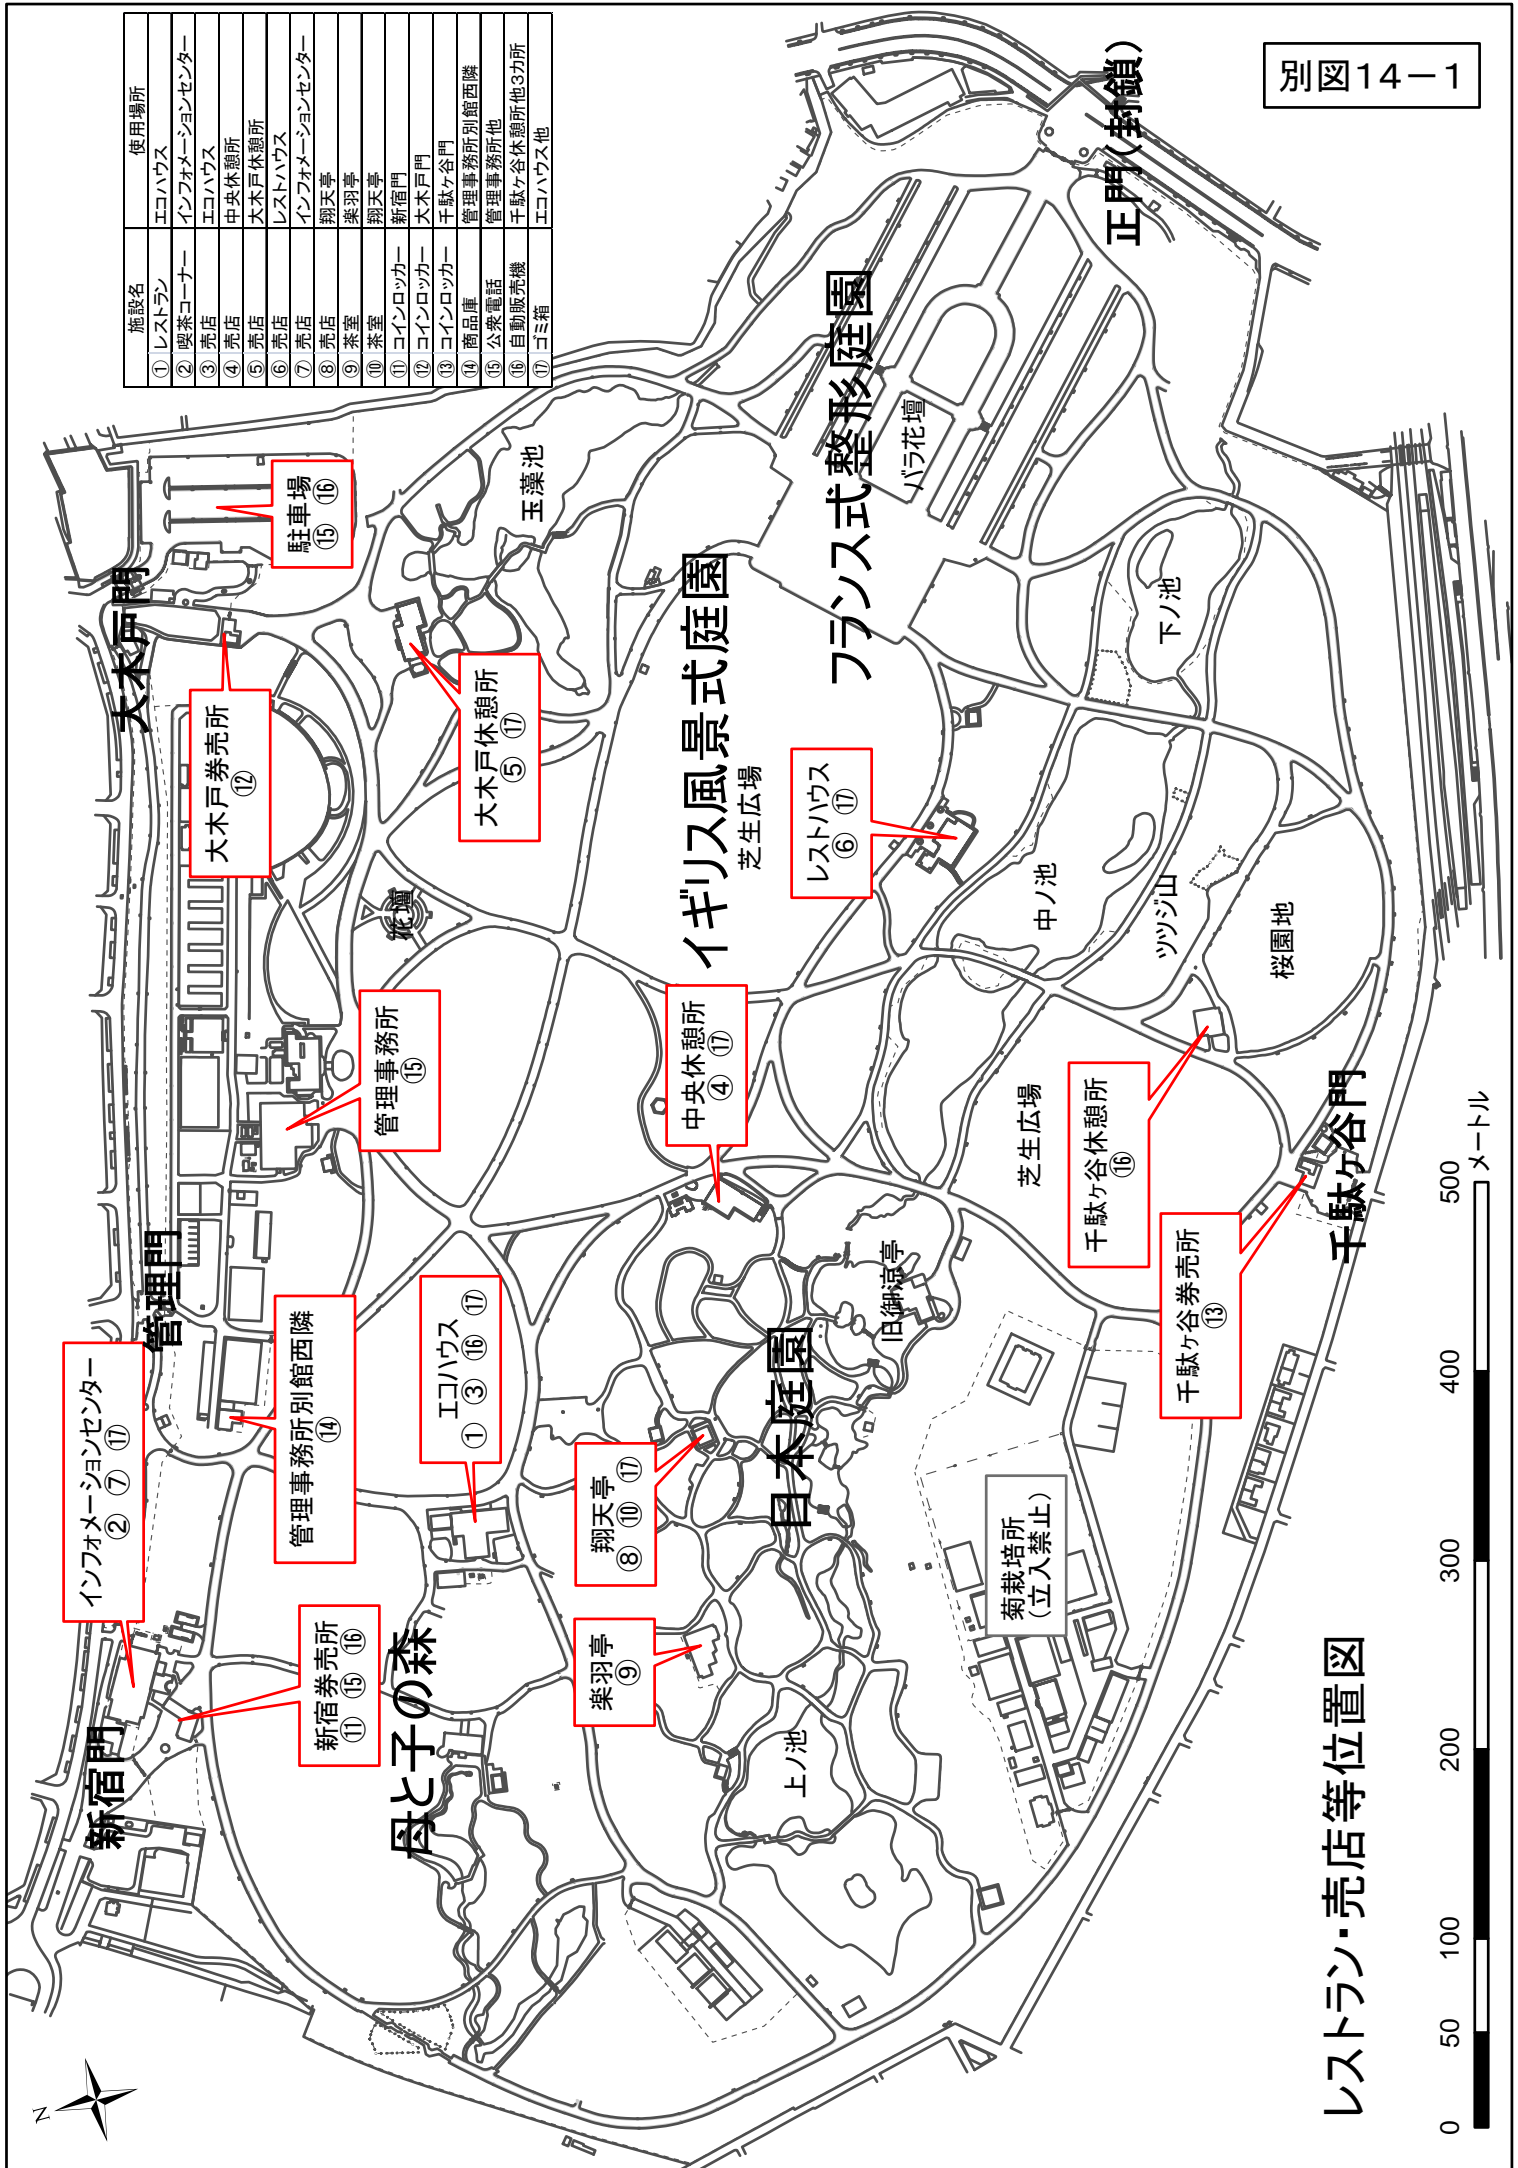 別図14－1
施設名 使用場所
① レストラン エコハウス
② 喫茶コーナー インフォメーションセンター
③ 売店 エコハウス
④ 売店 中央休憩所
⑤ 売店 大木戸休憩所
⑥ 売店 レストハウス
⑦ 売店 インフォメーションセンター
⑧ 売店 翔天亭
⑨ 茶室 楽羽亭
⑩ 茶室 翔天亭
⑪ コインロッカー 新宿門
⑫ コインロッカー 大木戸門
⑬ コインロッカー 千駄ヶ谷門
⑭ 商品庫 管理事務所別館西隣
⑮ 公衆電話 管理事務所他
⑯ 自動販売機 千駄ヶ谷休憩所他3カ所
⑰ ゴミ箱 エコハウス他
新宿門
インフォメーションセンター
② ⑦ ⑰
管理門
大木戸門
大木戸券売所
⑫
駐車場
⑮ ⑯
新宿券売所
⑪ ⑮ ⑯
管理事務所別館西隣
⑭
管理事務所
⑮
花壇
大木戸休憩所
⑤ ⑰
玉藻池
母と子の森
エコハウス
① ③ ⑯ ⑰
翔天亭
⑧ ⑩ ⑰
楽羽亭
⑨
中央休憩所
④ ⑰
イギリス風景式庭園
芝生広場
フランス式整形庭園
バラ花壇
正門(封鎖)
上ノ池
日本庭園
旧御涼亭
レストハウス
⑥ ⑰
中ノ池
下ノ池
ツツジ山
桜園地
芝生広場
菊栽培所
(立入禁止)
千駄ヶ谷休憩所
⑯
千駄ヶ谷券売所
⑬
千駄ヶ谷門
レストラン・売店等位置図
0 50 100 200 300 400 500
メートル
N